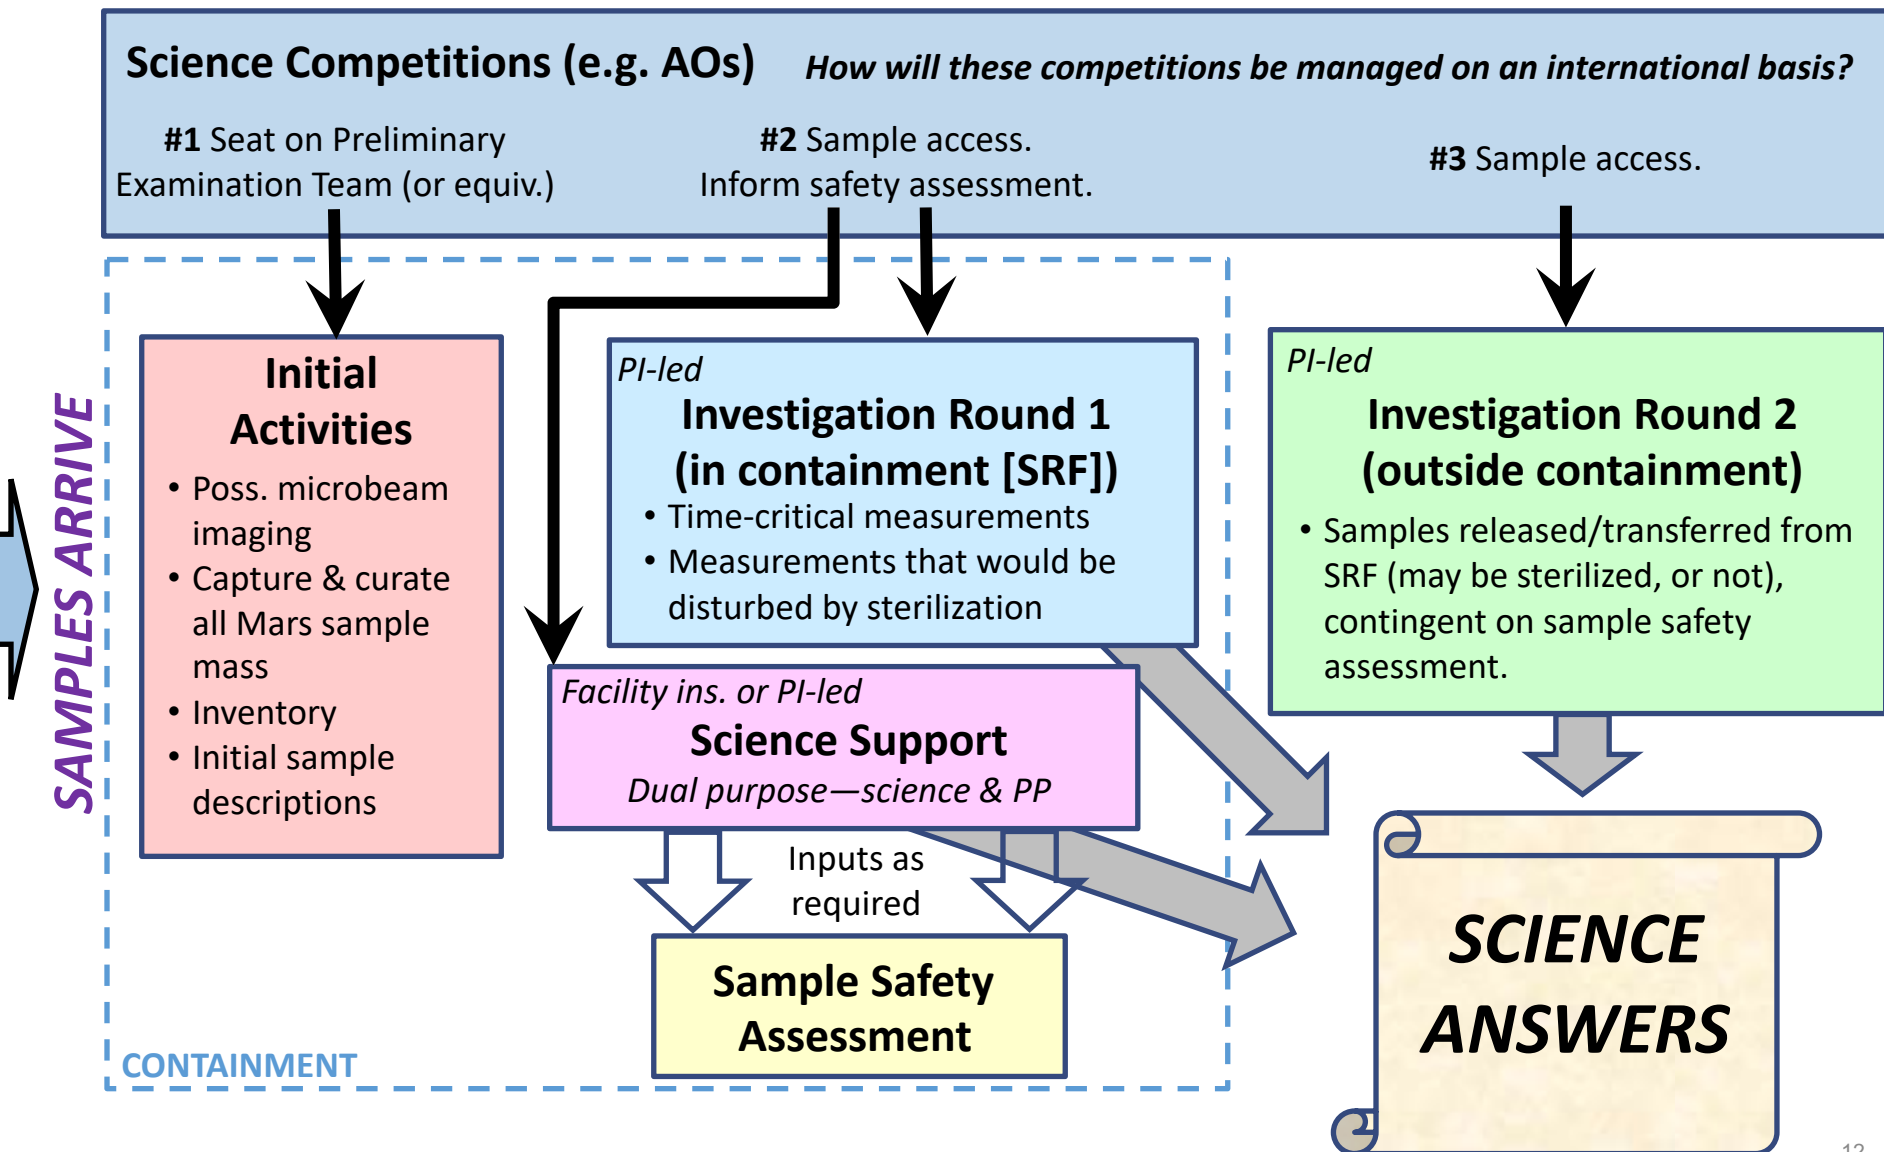 Science Competitions (e.g. AOs)
How will these competitions be managed on an international basis?
#1 Seat on Preliminary
Examination Team (or equiv.)
#2 Sample access.
Inform safety assessment.
#3 Sample access.
SAMPLES ARRIVE
Initial
Activities
• Poss. microbeam
imaging
• Capture & curate
all Mars sample
mass
• Inventory
• Initial sample
descriptions
PI-led
Investigation Round 1
(in containment [SRF])
• Time-critical measurements
• Measurements that would be
disturbed by sterilization
Facility ins. or PI-led
Science Support
Dual purpose—science & PP
Inputs as
required
Sample Safety
Assessment
CONTAINMENT
PI-led
Investigation Round 2
(outside containment)
• Samples released/transferred from
SRF (may be sterilized, or not),
contingent on sample safety
assessment.
SCIENCE
ANSWERS
12